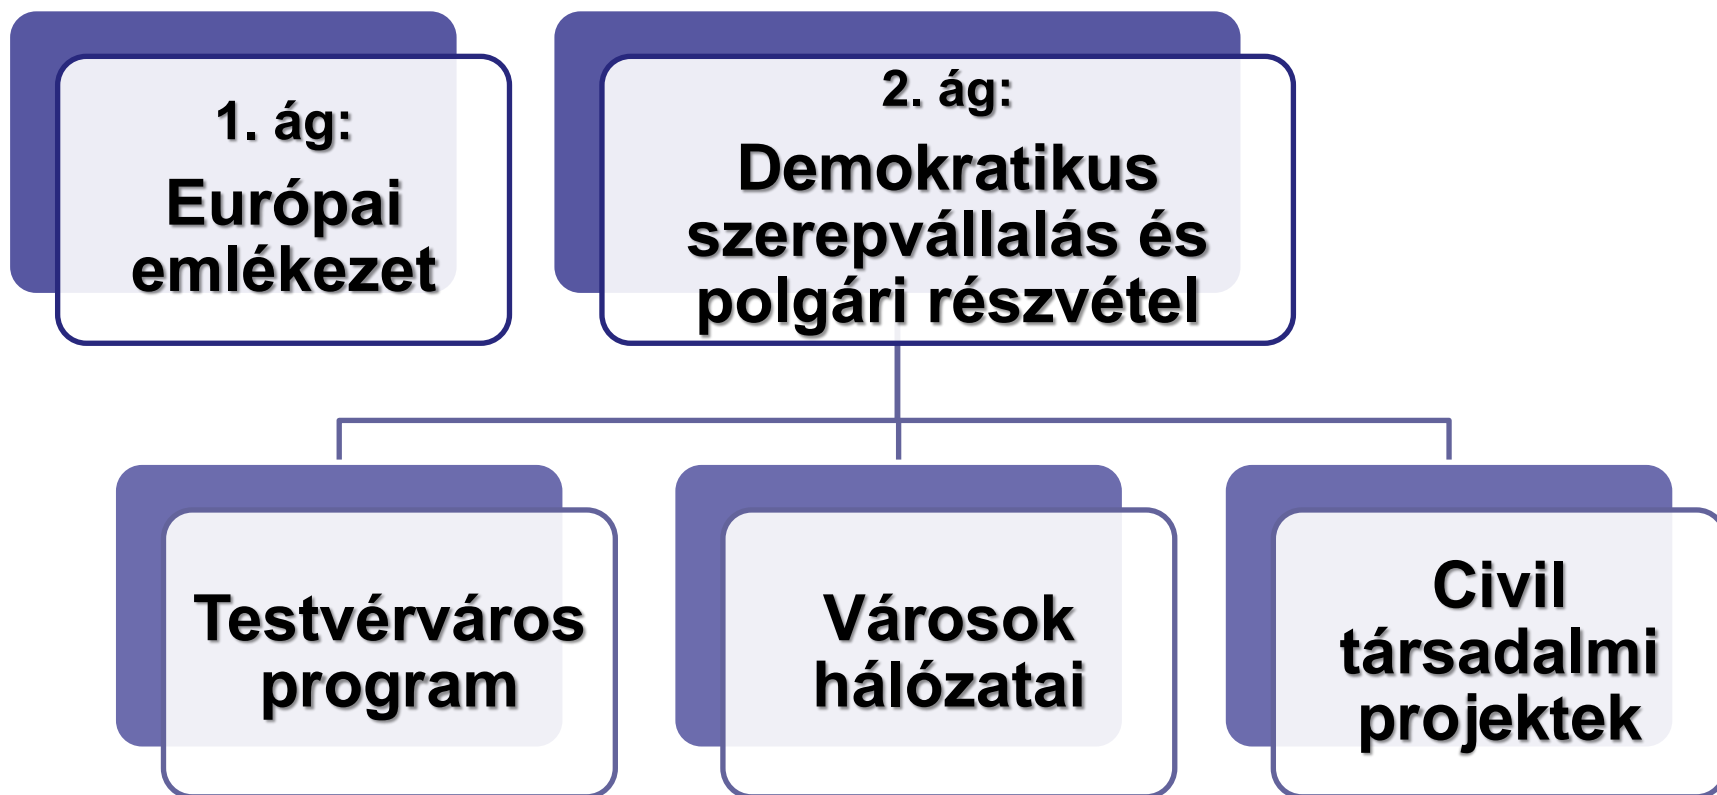 1. ág:
Európai
emlékezet
2. ág:
Demokratikus
szerepvállalás és
polgári részvétel
Testvérváros
program
Városok
hálózatai
Civil
társadalmi
projektek